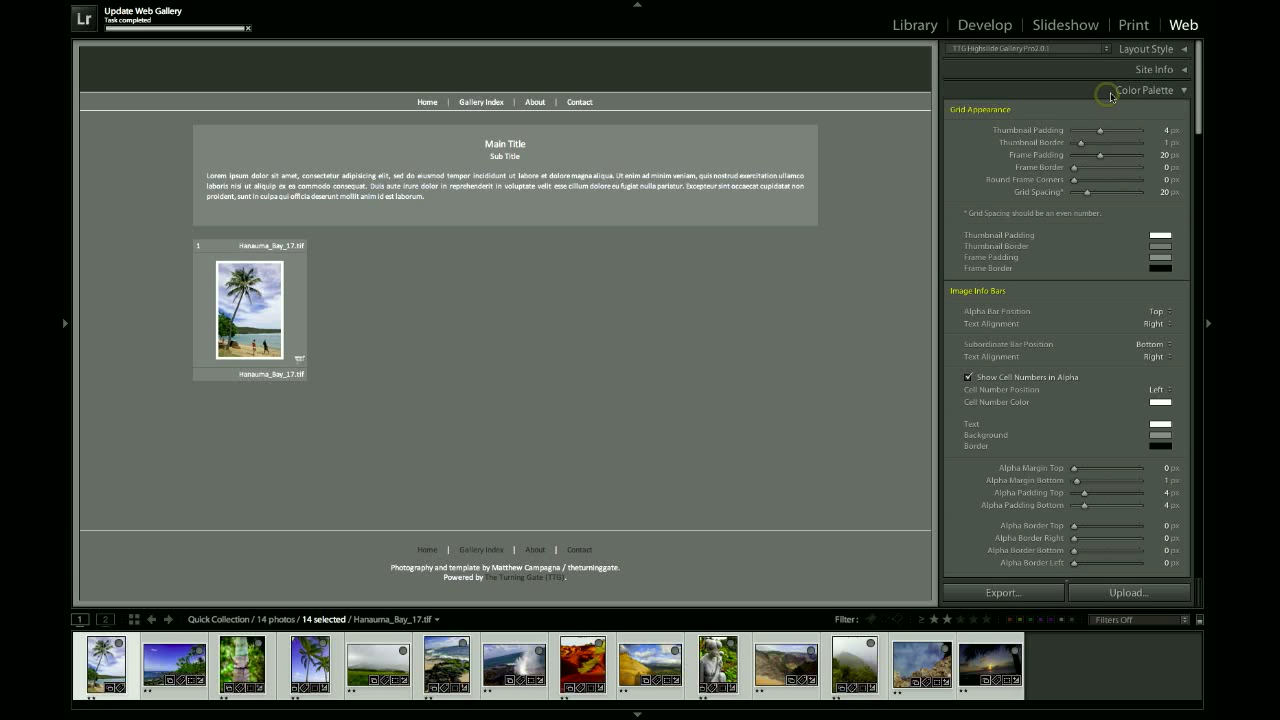 Lr
Update Web Gallery
Task completed
Library | Develop | Slideshow | Print | Web
Home | Gallery Index | About | Contact
Main Title
Sub Title
Lorem ipsum dolor sit amet, consectetur adipisicing elit, sed do eiusmod tempor incididunt ut labore et dolore magna aliqua. Ut enim ad minim veniam, quis nostrud exercitation ullamco
laboris nisi ut aliquip ex ea commodo consequat. Duis aute irure dolor in reprehenderit in voluptate velit esse cillum dolore eu fugiat nulla pariatur. Excepteur sint occaecat cupidatat non
proident, sunt in culpa qui officia deserunt mollit anim id est laborum.
1 Hanauma_Bay_17.tif
Hanauma_Bay_17.tif
Home | Gallery Index | About | Contact
Photography and template by Matthew Campagna / theturninggate.
Powered by The Turning Gate (TTG).
TTG Highslide Gallery Pro2.0.1 Layout Style
Site Info
Color Palette
Grid Appearance
Thumbnail Padding 4 px
Thumbnail Border 1 px
Frame Padding 20 px
Frame Border 0 px
Round Frame Corners 0 px
Grid Spacing* 20 px
* Grid Spacing should be an even number.
Thumbnail Padding
Thumbnail Border
Frame Padding
Frame Border
Image Info Bars
Alpha Bar Position Top
Text Alignment Right
Subordinate Bar Position Bottom
Text Alignment Right
Show Cell Numbers in Alpha
Cell Number Position Left
Cell Number Color
Text
Background
Border
Alpha Margin Top 0 px
Alpha Margin Bottom 1 px
Alpha Padding Top 4 px
Alpha Padding Bottom 4 px
Alpha Border Top 0 px
Alpha Border Right 0 px
Alpha Border Bottom 0 px
Alpha Border Left 0 px
Export... Upload...
1 2 Quick Collection / 14 photos / 14 selected / Hanauma_Bay_17.tif Filter : Filters Off